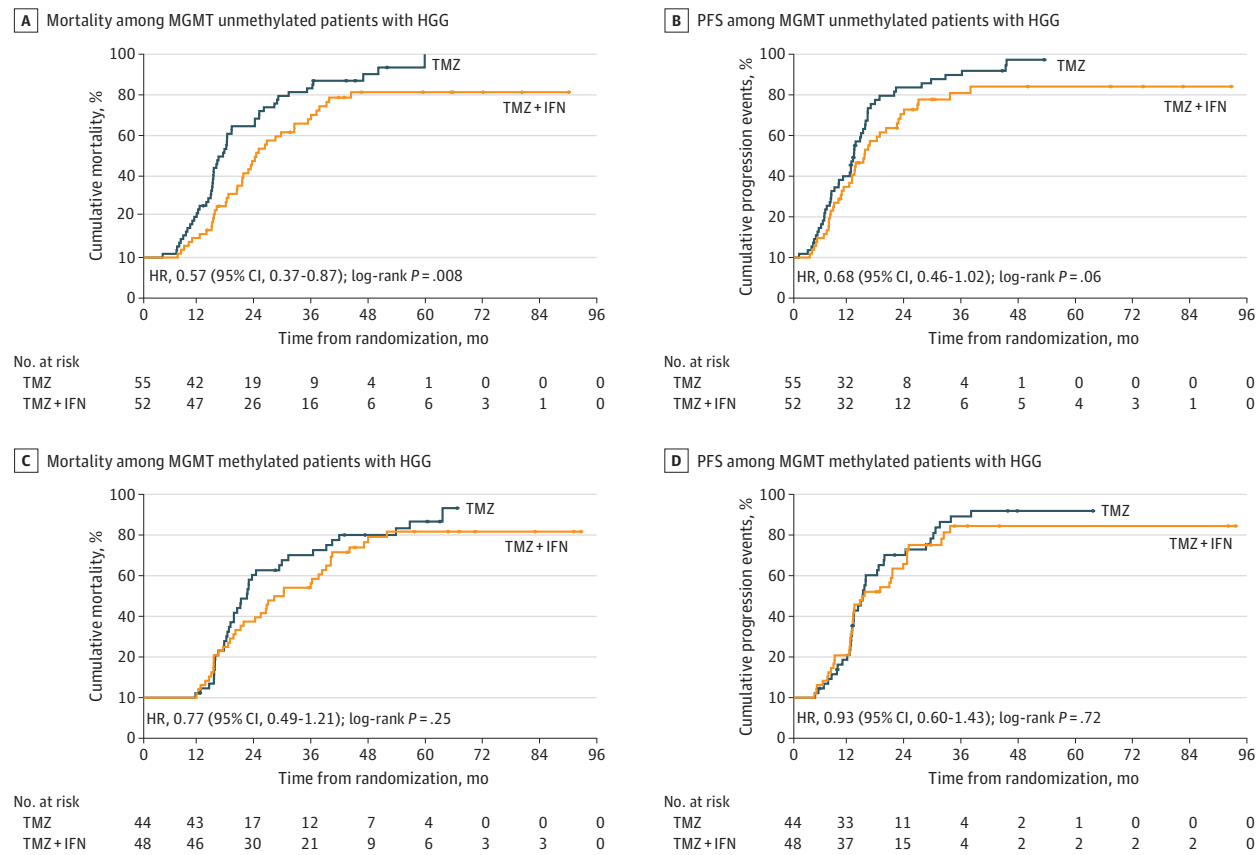 A Mortality among MGMT unmethylated patients with HGG
Cumulative mortality, %
100
80
60
40
20
10
0
TMZ
TMZ + IFN
HR, 0.57 (95% CI, 0.37-0.87); log-rank P = .008
0 12 24 36 48 60 72 84 96
Time from randomization, mo
No. at risk
TMZ 55 42 19 9 4 1 0 0 0
TMZ + IFN 52 47 26 16 6 6 3 1 0
B PFS among MGMT unmethylated patients with HGG
Cumulative progression events, %
100
80
60
40
20
10
0
TMZ
TMZ + IFN
HR, 0.68 (95% CI, 0.46-1.02); log-rank P = .06
0 12 24 36 48 60 72 84 96
Time from randomization, mo
No. at risk
TMZ 55 32 8 4 1 0 0 0 0
TMZ + IFN 52 32 12 6 5 4 3 1 0
C Mortality among MGMT methylated patients with HGG
Cumulative mortality, %
100
80
60
40
20
10
0
TMZ
TMZ + IFN
HR, 0.77 (95% CI, 0.49-1.21); log-rank P = .25
0 12 24 36 48 60 72 84 96
Time from randomization, mo
No. at risk
TMZ 44 43 17 12 7 4 0 0 0
TMZ + IFN 48 46 30 21 9 6 3 3 0
D PFS among MGMT methylated patients with HGG
Cumulative progression events, %
100
80
60
40
20
10
0
TMZ
TMZ + IFN
HR, 0.93 (95% CI, 0.60-1.43); log-rank P = .72
0 12 24 36 48 60 72 84 96
Time from randomization, mo
No. at risk
TMZ 44 33 11 4 2 1 0 0 0
TMZ + IFN 48 37 15 4 2 2 2 2 0